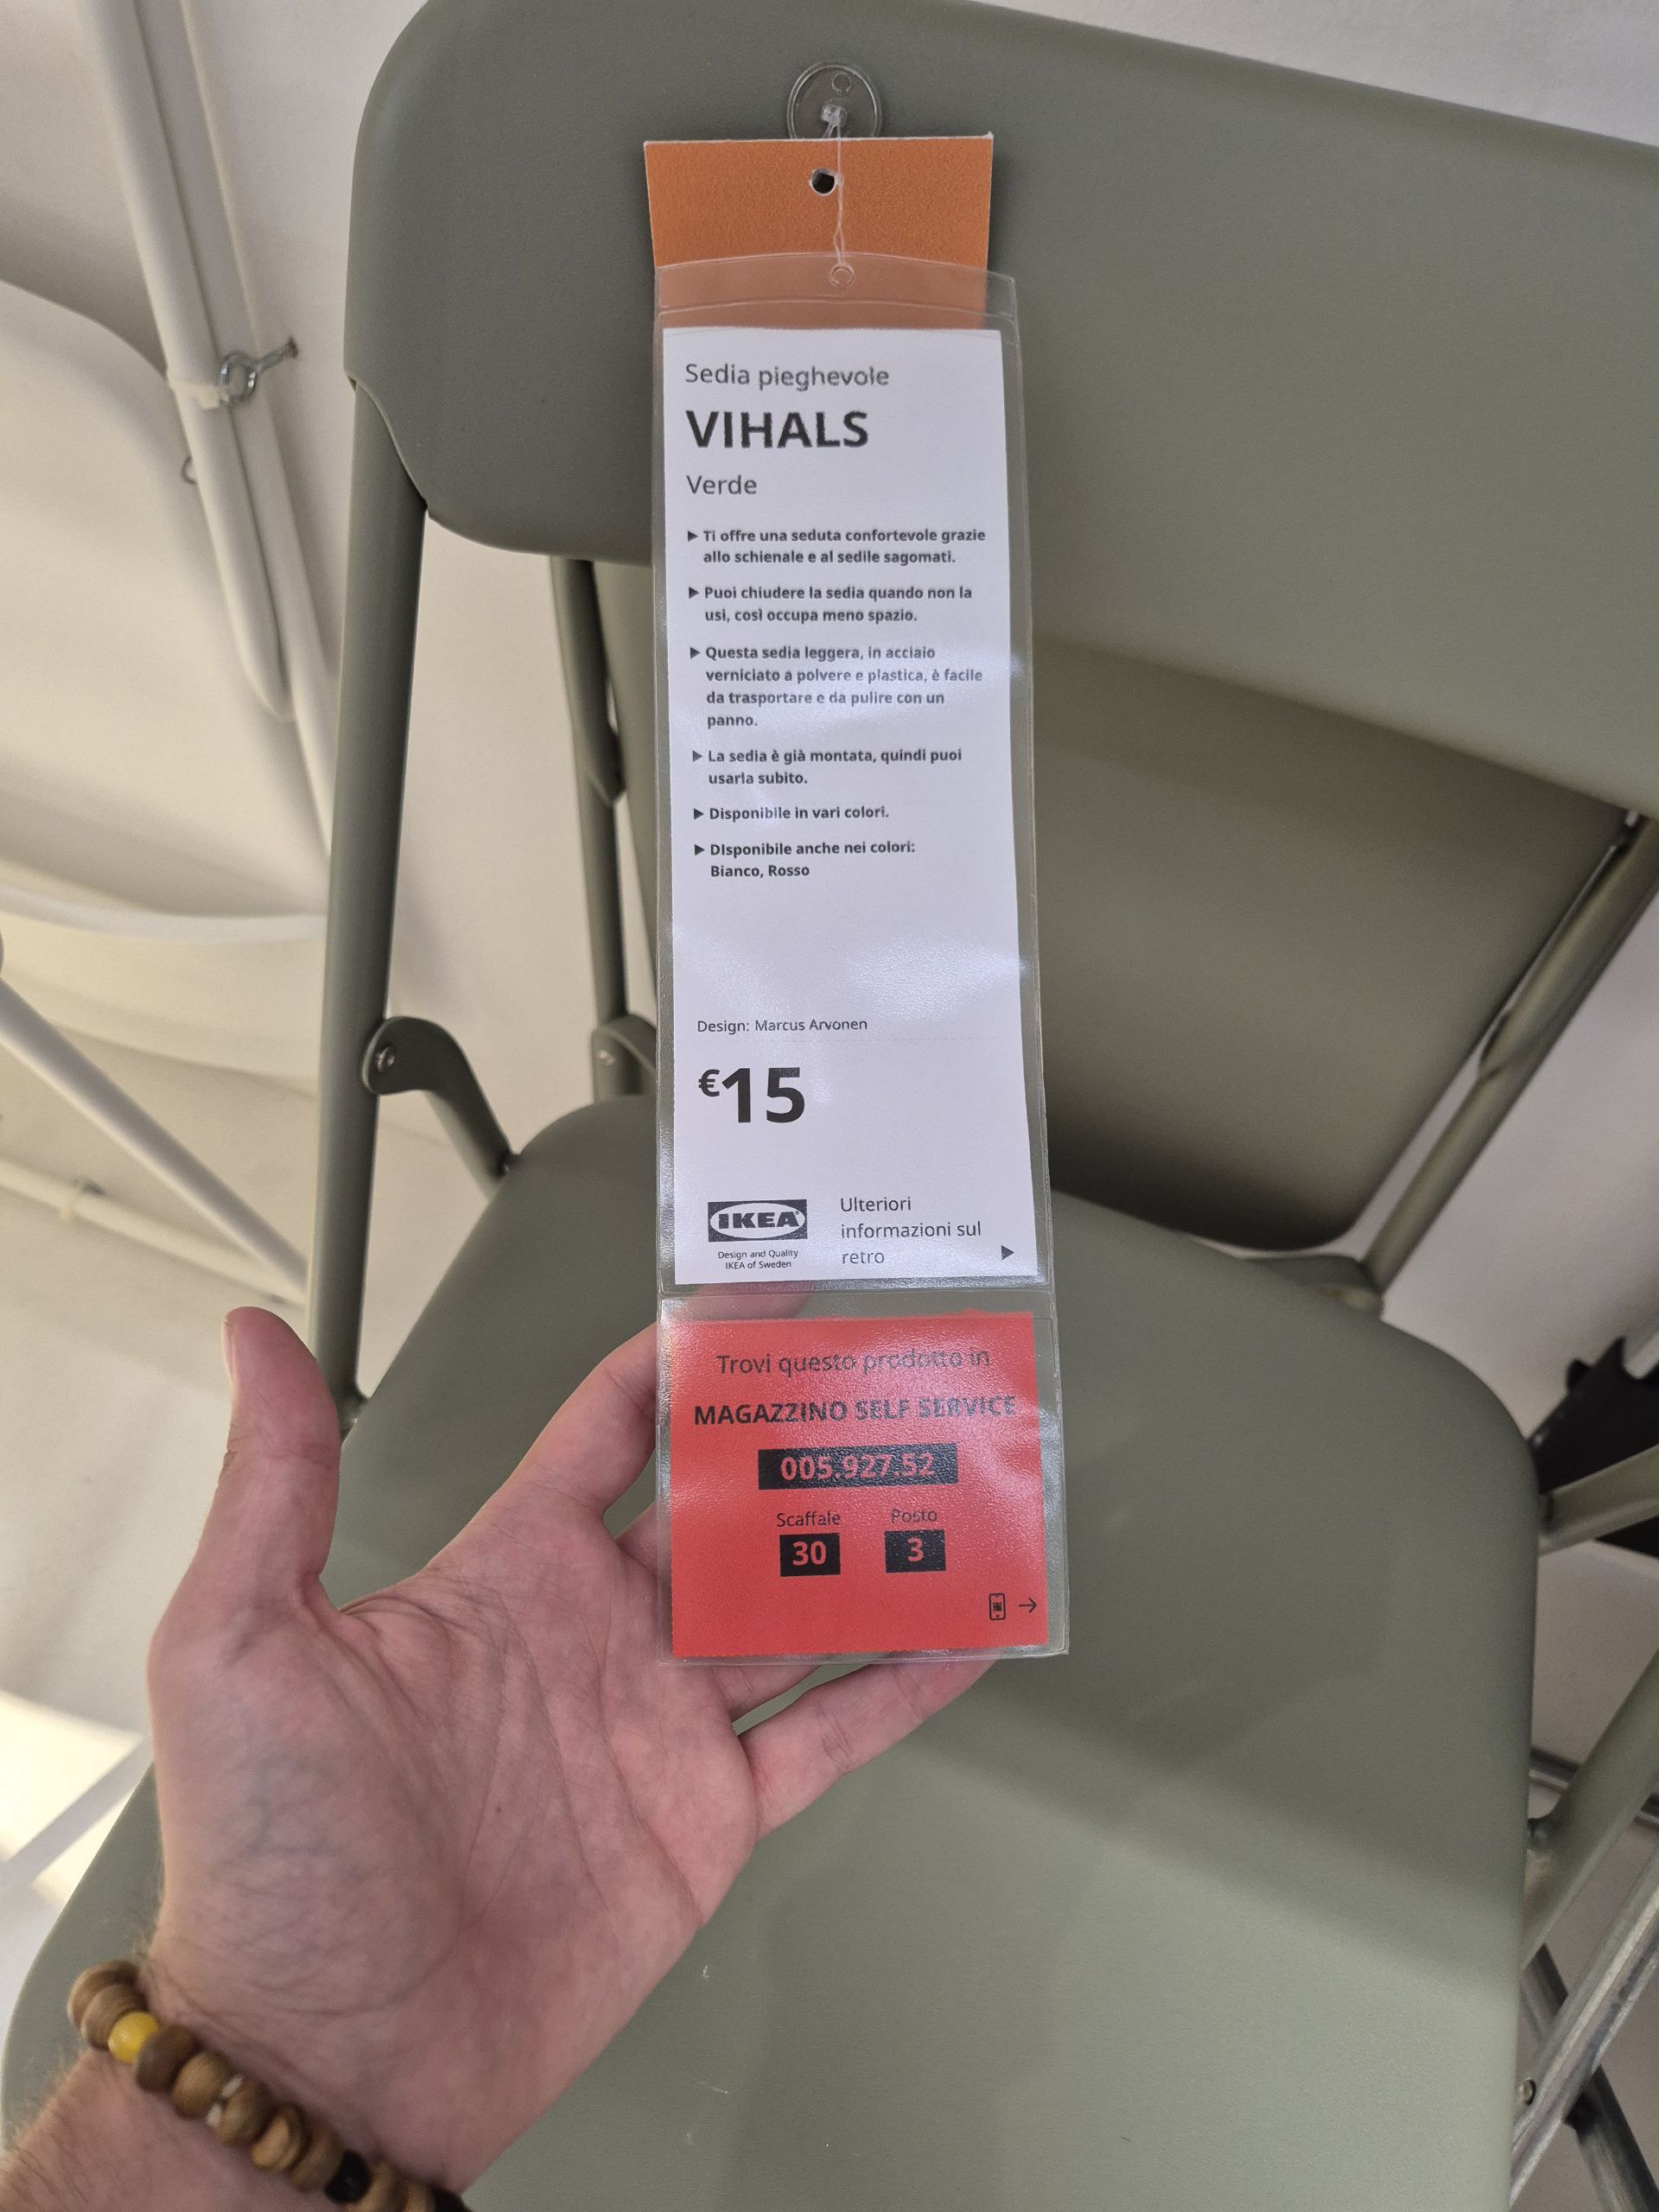 Sedia pieghevole
VIHALS
Verde
▶ Ti offre una seduta confortevole grazie
allo schienale e al sedile sagomati.
▶ Puoi chiudere la sedia quando non la
usi, così occupa meno spazio.
▶ Questa sedia leggera, in acciaio
verniciato a polvere e plastica, è facile
da trasportare e da pulire con un
panno.
▶ La sedia è già montata, quindi puoi
usarla subito.
▶ Disponibile in vari colori.
▶ DIsponibile anche nei colori:
Bianco, Rosso
Design: Marcus Arvonen
€15
IKEA
Design and Quality
IKEA of Sweden
Ulteriori
informazioni sul
retro ▶
Trovi questo prodotto in
MAGAZZINO SELF SERVICE
005.927.52
Scaffale Posto
30 3